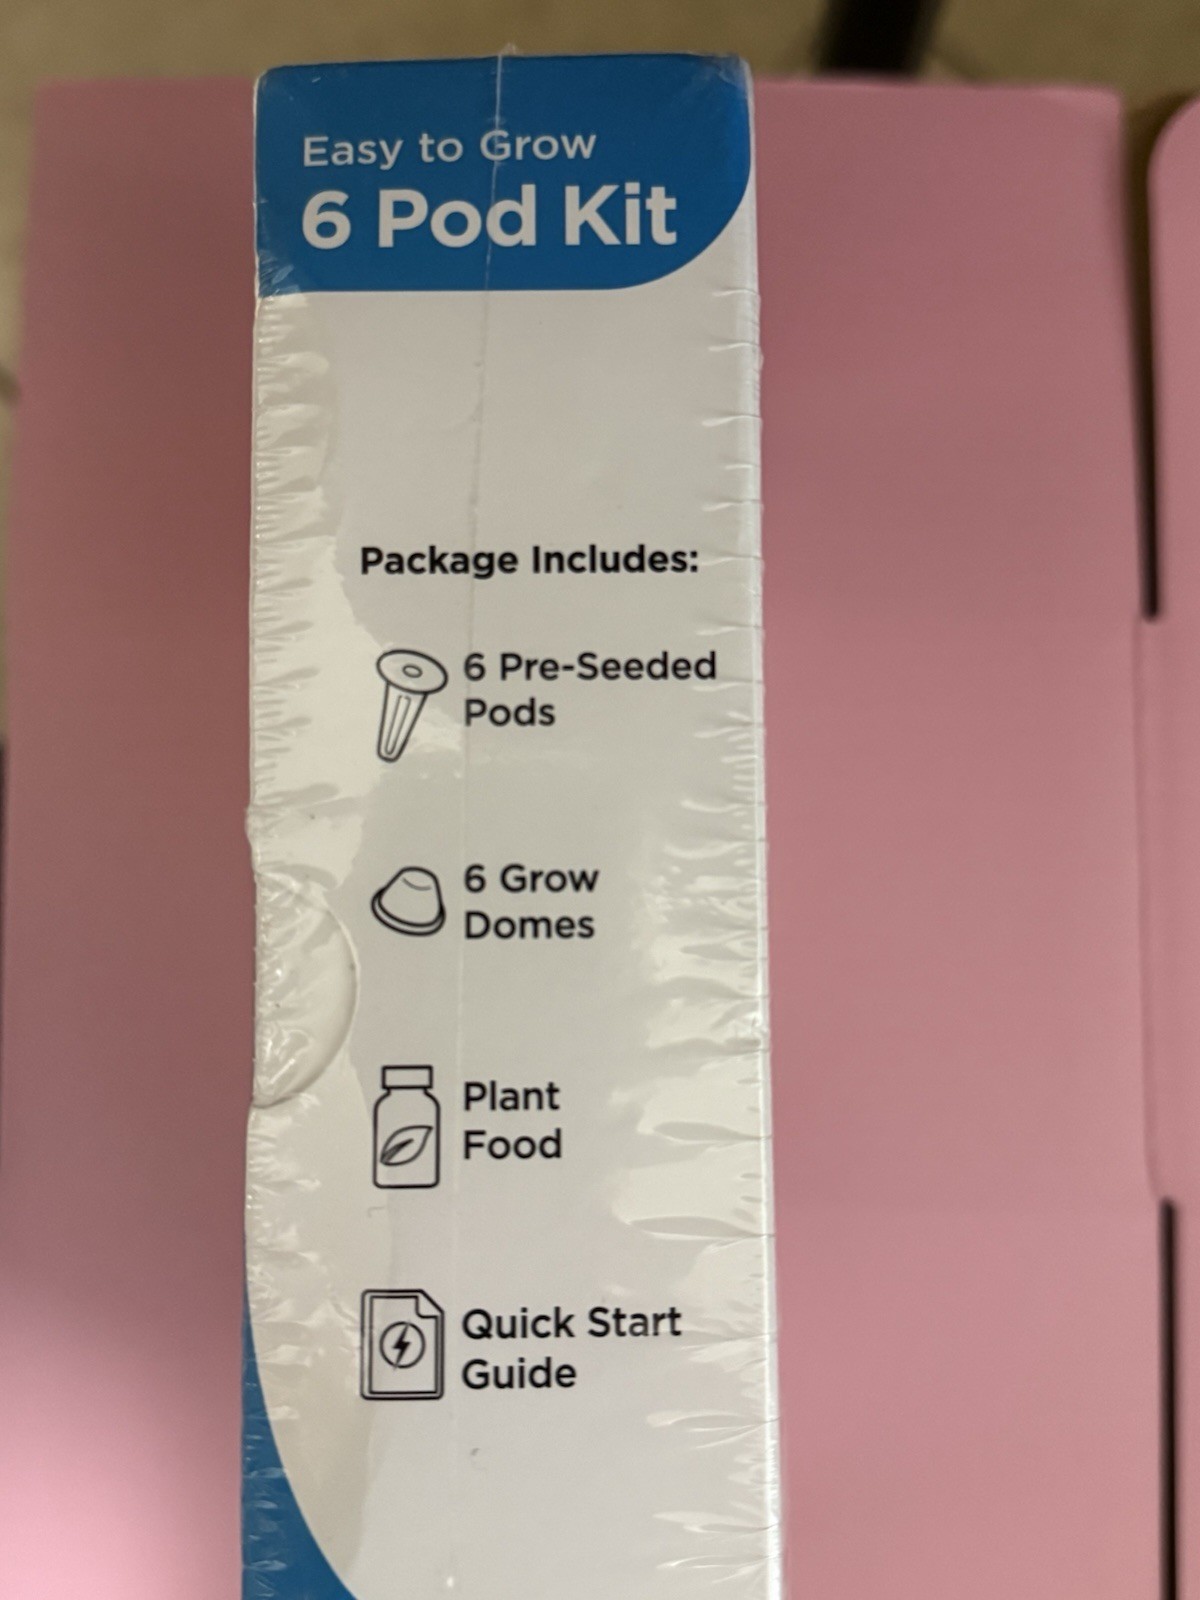 Easy to Grow
6 Pod Kit
Package Includes:
6 Pre-Seeded
Pods
6 Grow
Domes
Plant
Food
Quick Start
Guide